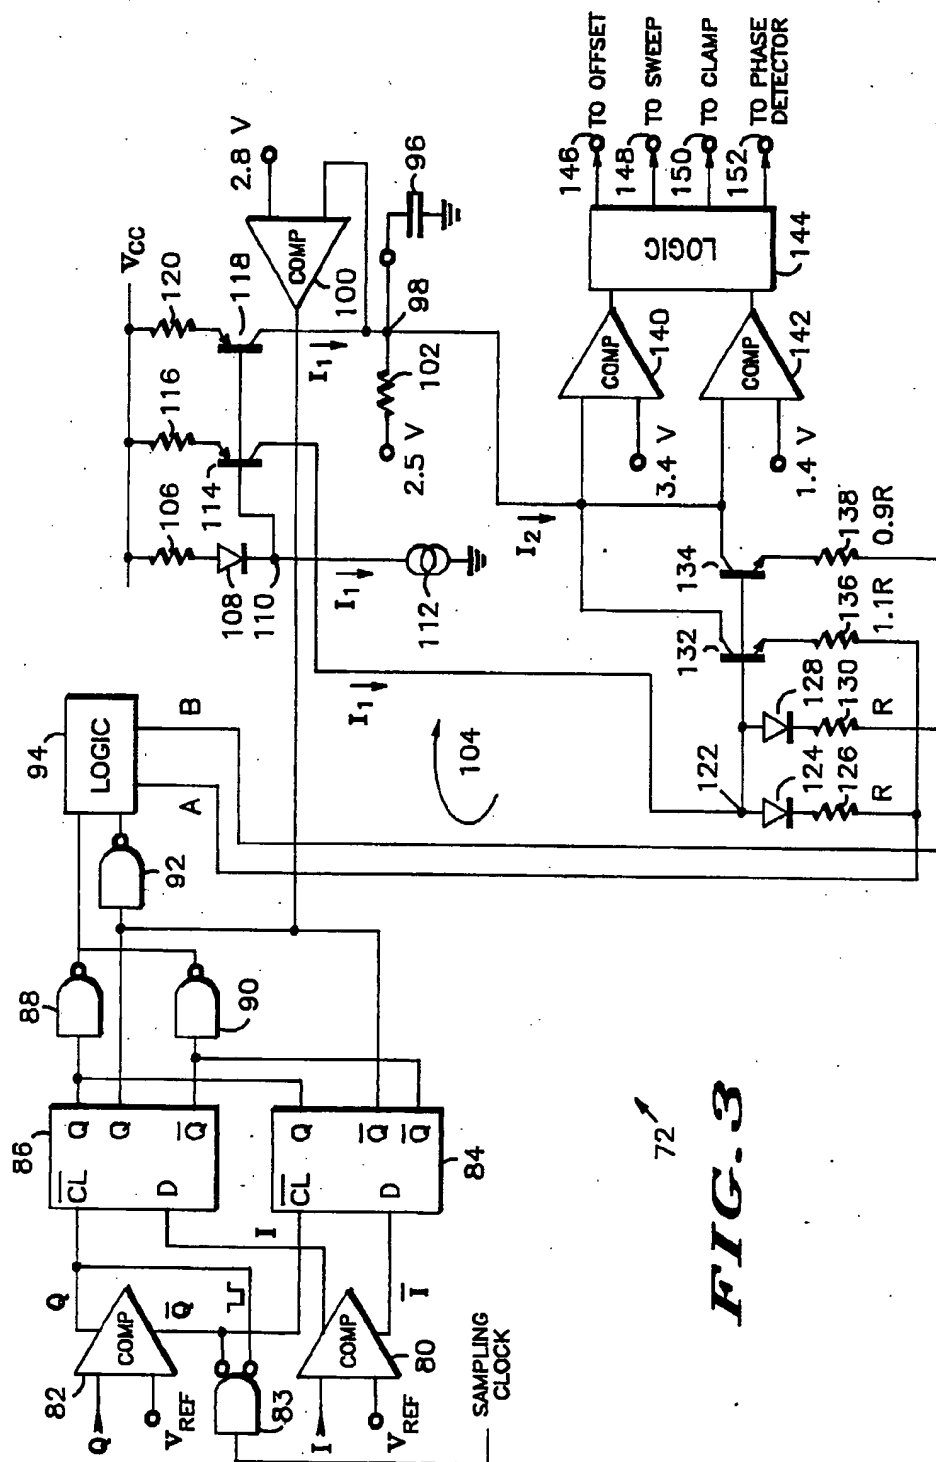 Q
82
COMP
Q
Q̅
86
C̅L̅
D
Q
Q
Q̅
88
92
94
LOGIC
A
B
V_REF
83
I
I
COMP
80
I̅
C̅L̅
D
Q
Q̅
Q̅
84
90
V_REF
SAMPLING
CLOCK
V_CC
106
116
120
108
114
118
110
I₁
112
I₁
I₁
2.8 V
COMP
100
96
98
102
2.5 V
104
I₂
122
124
128
132
134
126
130
136
138
R
R
1.1R
0.9R
3.4 V
COMP
140
1.4 V
COMP
142
LOGIC
144
146
TO OFFSET
148
TO SWEEP
150
TO CLAMP
152
TO PHASE
DETECTOR
72
FIG. 3